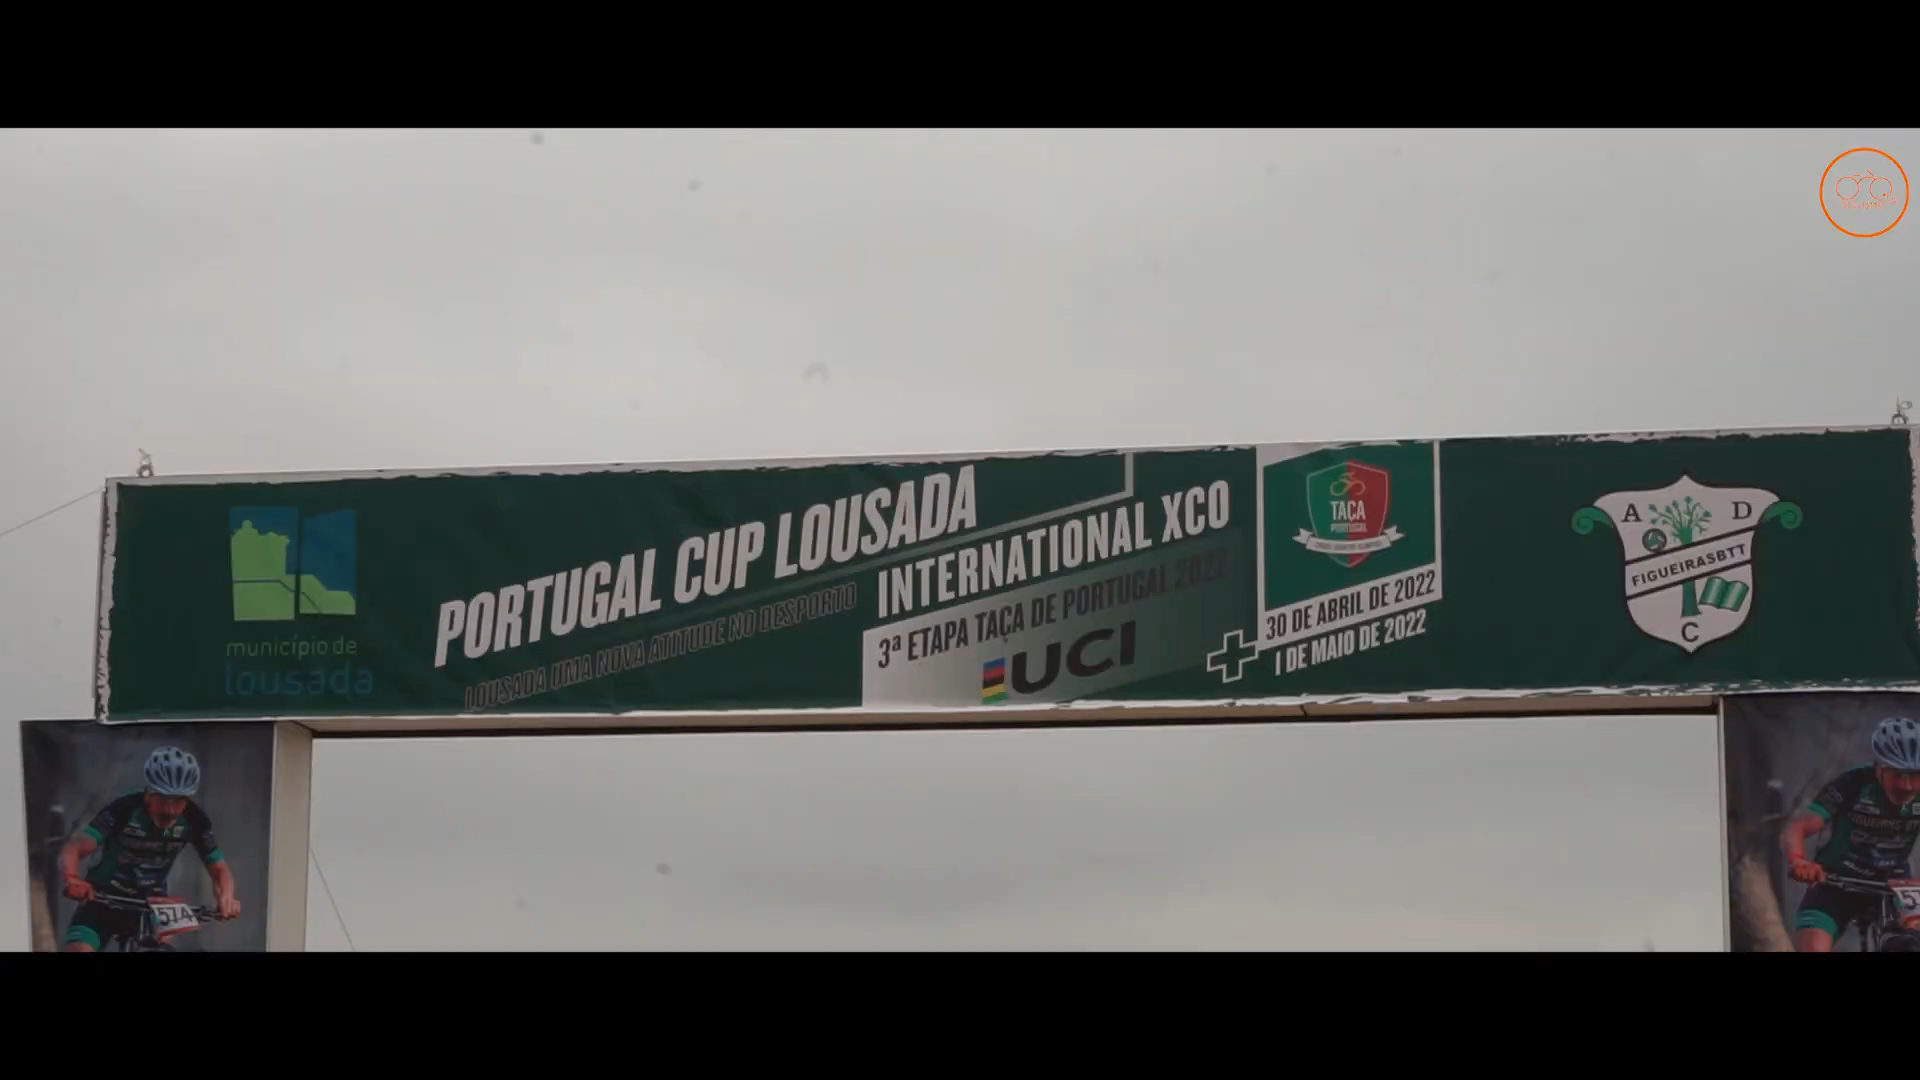 município de
lousada
PORTUGAL CUP LOUSADA
INTERNATIONAL XCO
LOUSADA UMA NOVA ATITUDE NO DESPORTO
3ª ETAPA TAÇA DE PORTUGAL 2022
UCI
TAÇA
PORTUGAL
30 DE ABRIL DE 2022
1 DE MAIO DE 2022
A D
FIGUEIRASBTT
C
574